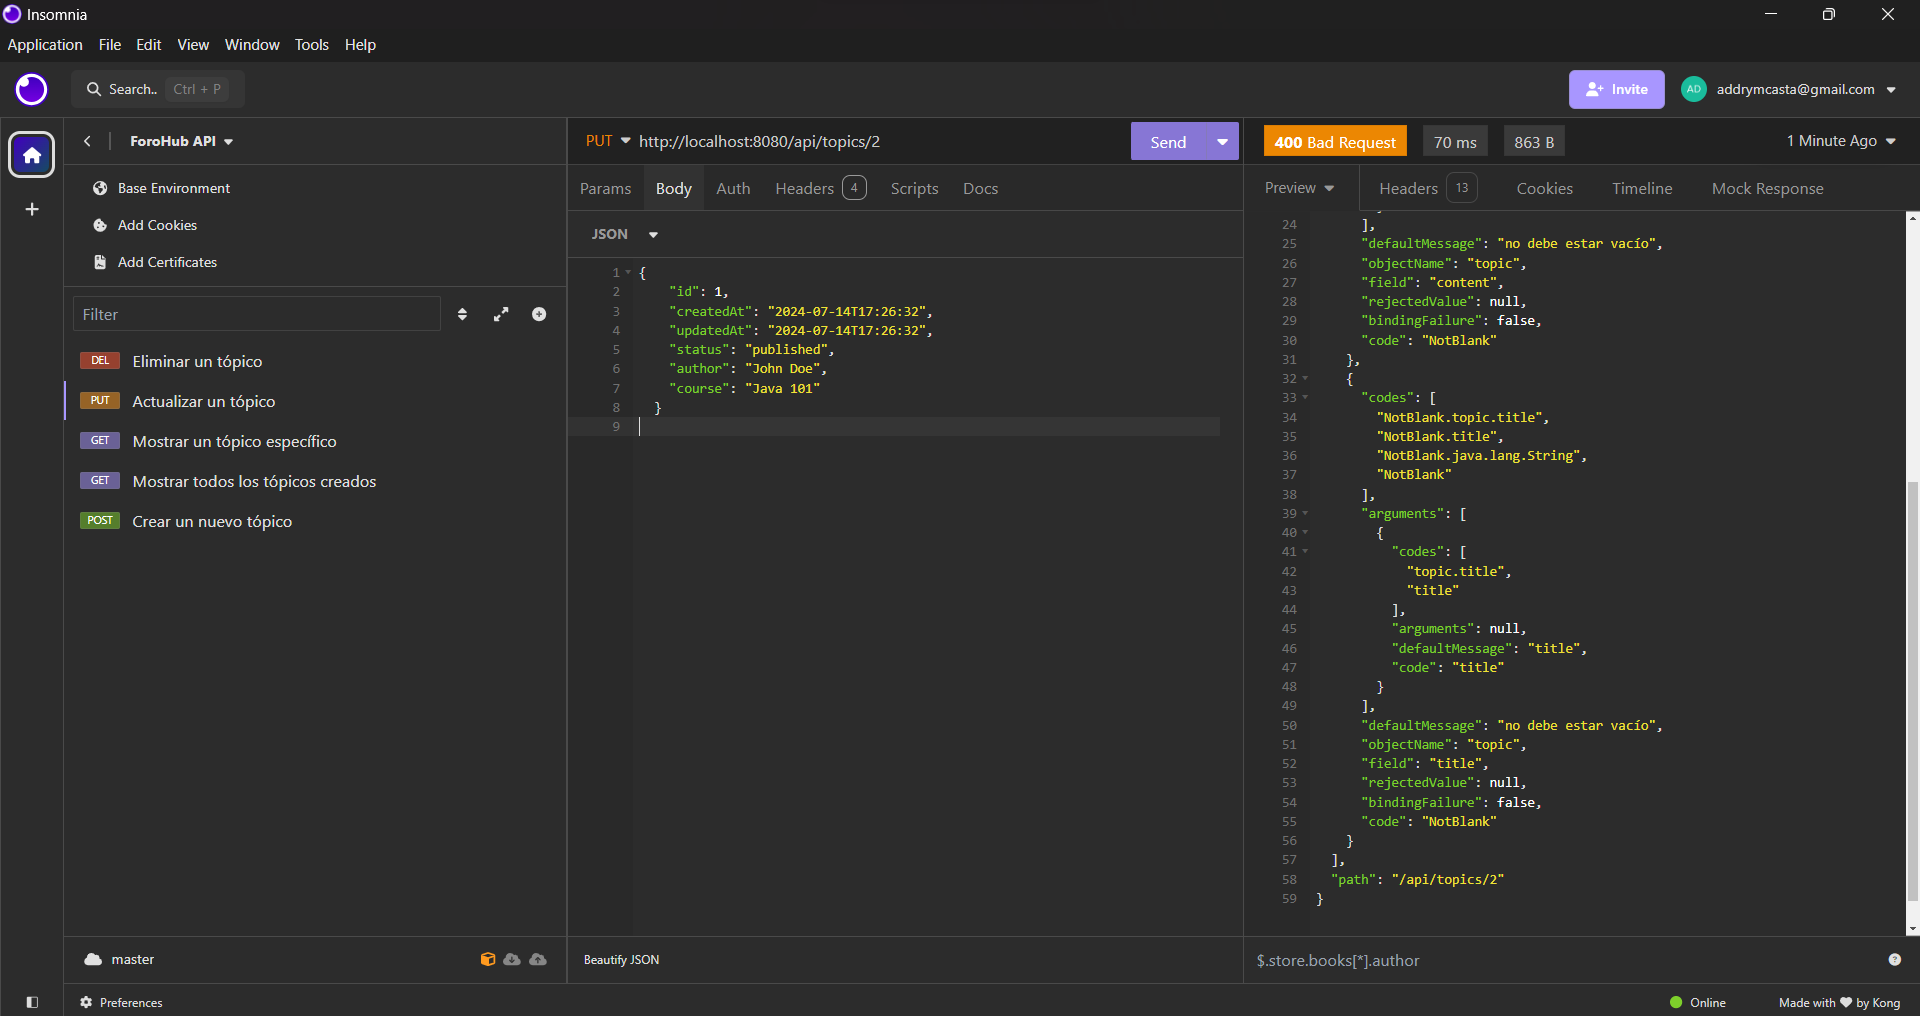 Insomnia
Application File Edit View Window Tools Help
Search.. Ctrl + P
Invite
AD addrymcasta@gmail.com
ForoHub API
Base Environment
Add Cookies
Add Certificates
Filter
DEL Eliminar un tópico
PUT Actualizar un tópico
GET Mostrar un tópico específico
GET Mostrar todos los tópicos creados
POST Crear un nuevo tópico
master
Preferences
PUT http://localhost:8080/api/topics/2 Send
Params Body Auth Headers 4 Scripts Docs
JSON
1 {
2 "id": 1,
3 "createdAt": "2024-07-14T17:26:32",
4 "updatedAt": "2024-07-14T17:26:32",
5 "status": "published",
6 "author": "John Doe",
7 "course": "Java 101"
8 }
9
Beautify JSON
400 Bad Request 70 ms 863 B 1 Minute Ago
Preview Headers 13 Cookies Timeline Mock Response
24 ],
25 "defaultMessage": "no debe estar vacío",
26 "objectName": "topic",
27 "field": "content",
28 "rejectedValue": null,
29 "bindingFailure": false,
30 "code": "NotBlank"
31 },
32 {
33 "codes": [
34 "NotBlank.topic.title",
35 "NotBlank.title",
36 "NotBlank.java.lang.String",
37 "NotBlank"
38 ],
39 "arguments": [
40 {
41 "codes": [
42 "topic.title",
43 "title"
44 ],
45 "arguments": null,
46 "defaultMessage": "title",
47 "code": "title"
48 }
49 ],
50 "defaultMessage": "no debe estar vacío",
51 "objectName": "topic",
52 "field": "title",
53 "rejectedValue": null,
54 "bindingFailure": false,
55 "code": "NotBlank"
56 }
57 ],
58 "path": "/api/topics/2"
59 }
$.store.books[*].author
Online Made with ❤ by Kong